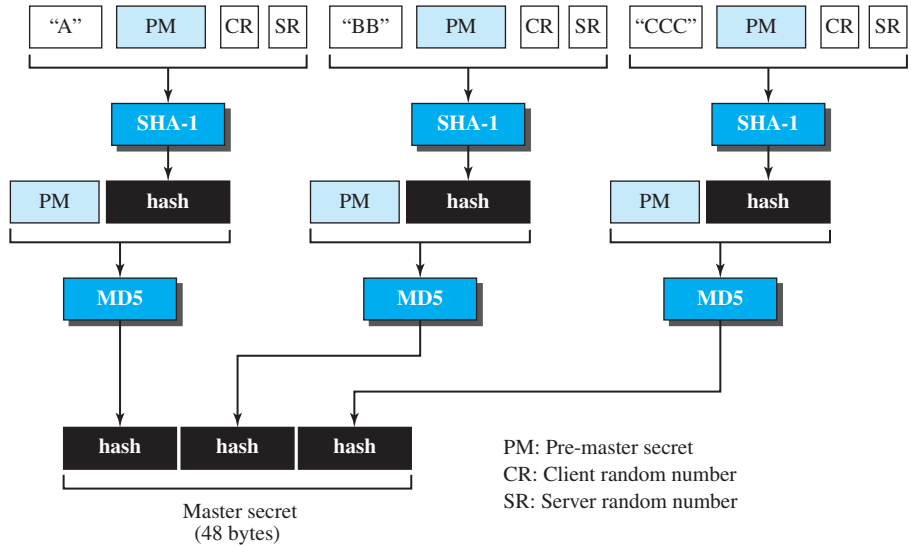 “A” PM CR SR “BB” PM CR SR “CCC” PM CR SR
SHA-1 SHA-1 SHA-1
PM hash PM hash PM hash
MD5 MD5 MD5
hash hash hash
PM: Pre-master secret
CR: Client random number
SR: Server random number
Master secret
(48 bytes)